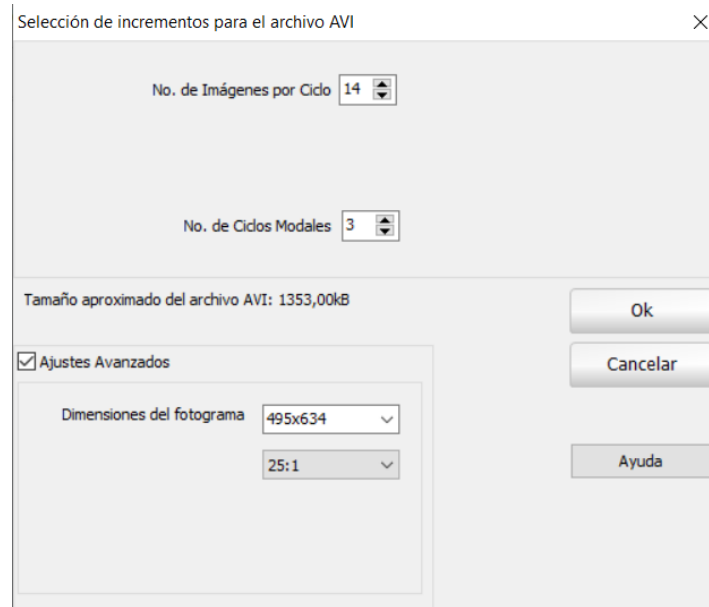 Selección de incrementos para el archivo AVI
No. de Imágenes por Ciclo 14
No. de Ciclos Modales 3
Tamaño aproximado del archivo AVI: 1353,00kB
Ok
Ajustes Avanzados
Cancelar
Dimensiones del fotograma 495x634
25:1
Ayuda